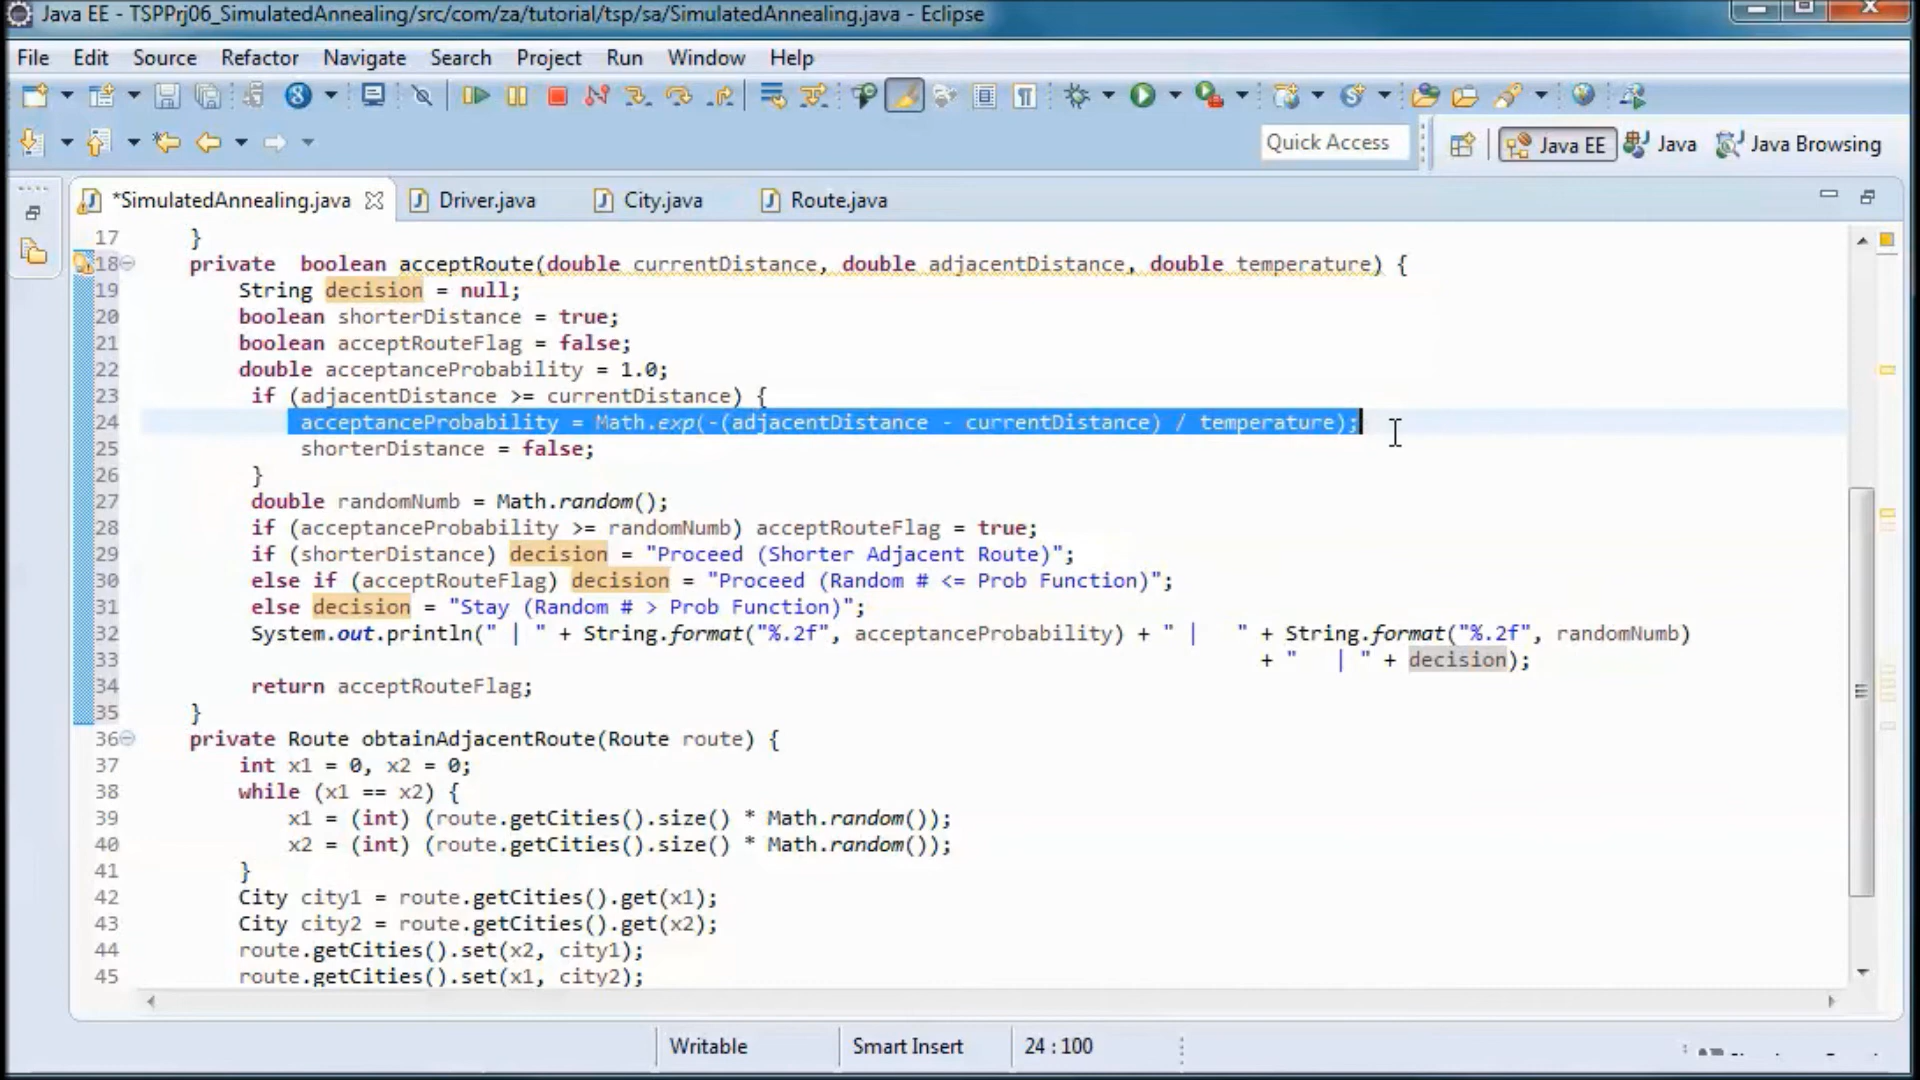 Java EE - TSPPrj06_SimulatedAnnealing/src/com/za/tutorial/tsp/sa/SimulatedAnnealing.java - Eclipse
File Edit Source Refactor Navigate Search Project Run Window Help
Quick Access Java EE Java Java Browsing
*SimulatedAnnealing.java Driver.java City.java Route.java
17 }
18 private boolean acceptRoute(double currentDistance, double adjacentDistance, double temperature) {
19 String decision = null;
20 boolean shorterDistance = true;
21 boolean acceptRouteFlag = false;
22 double acceptanceProbability = 1.0;
23 if (adjacentDistance >= currentDistance) {
24 acceptanceProbability = Math.exp(-(adjacentDistance - currentDistance) / temperature);
25 shorterDistance = false;
26 }
27 double randomNumb = Math.random();
28 if (acceptanceProbability >= randomNumb) acceptRouteFlag = true;
29 if (shorterDistance) decision = "Proceed (Shorter Adjacent Route)";
30 else if (acceptRouteFlag) decision = "Proceed (Random # <= Prob Function)";
31 else decision = "Stay (Random # > Prob Function)";
32 System.out.println(" | " + String.format("%.2f", acceptanceProbability) + " |   " + String.format("%.2f", randomNumb)
33 + "   | " + decision);
34 return acceptRouteFlag;
35 }
36 private Route obtainAdjacentRoute(Route route) {
37 int x1 = 0, x2 = 0;
38 while (x1 == x2) {
39 x1 = (int) (route.getCities().size() * Math.random());
40 x2 = (int) (route.getCities().size() * Math.random());
41 }
42 City city1 = route.getCities().get(x1);
43 City city2 = route.getCities().get(x2);
44 route.getCities().set(x2, city1);
45 route.getCities().set(x1, city2);
Writable Smart Insert 24 : 100